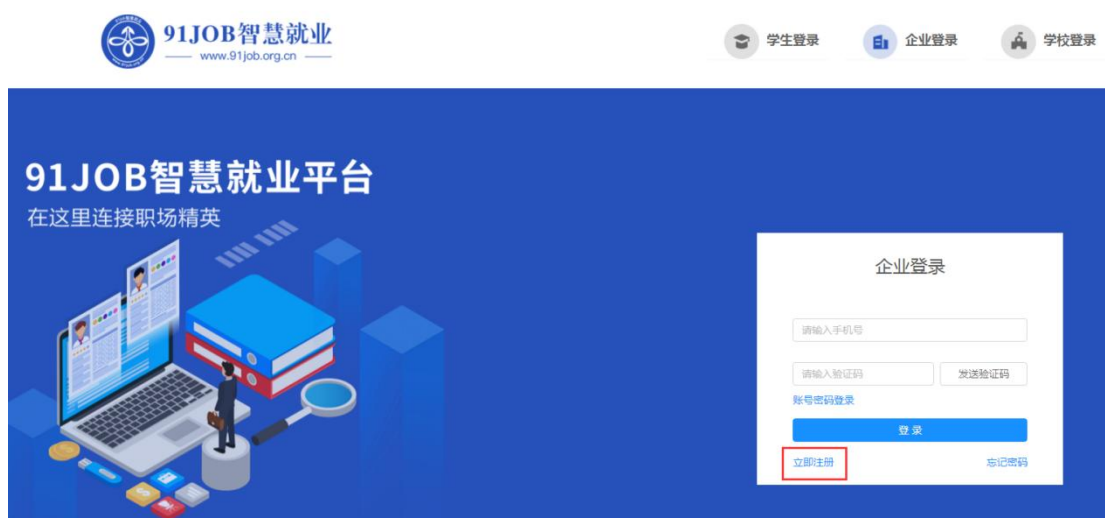 91JOB智慧就业
www.91job.org.cn
学生登录
企业登录
学校登录
91JOB智慧就业平台
在这里连接职场精英
企业登录
请输入手机号
请输入验证码 发送验证码
账号密码登录
登 录
立即注册 忘记密码